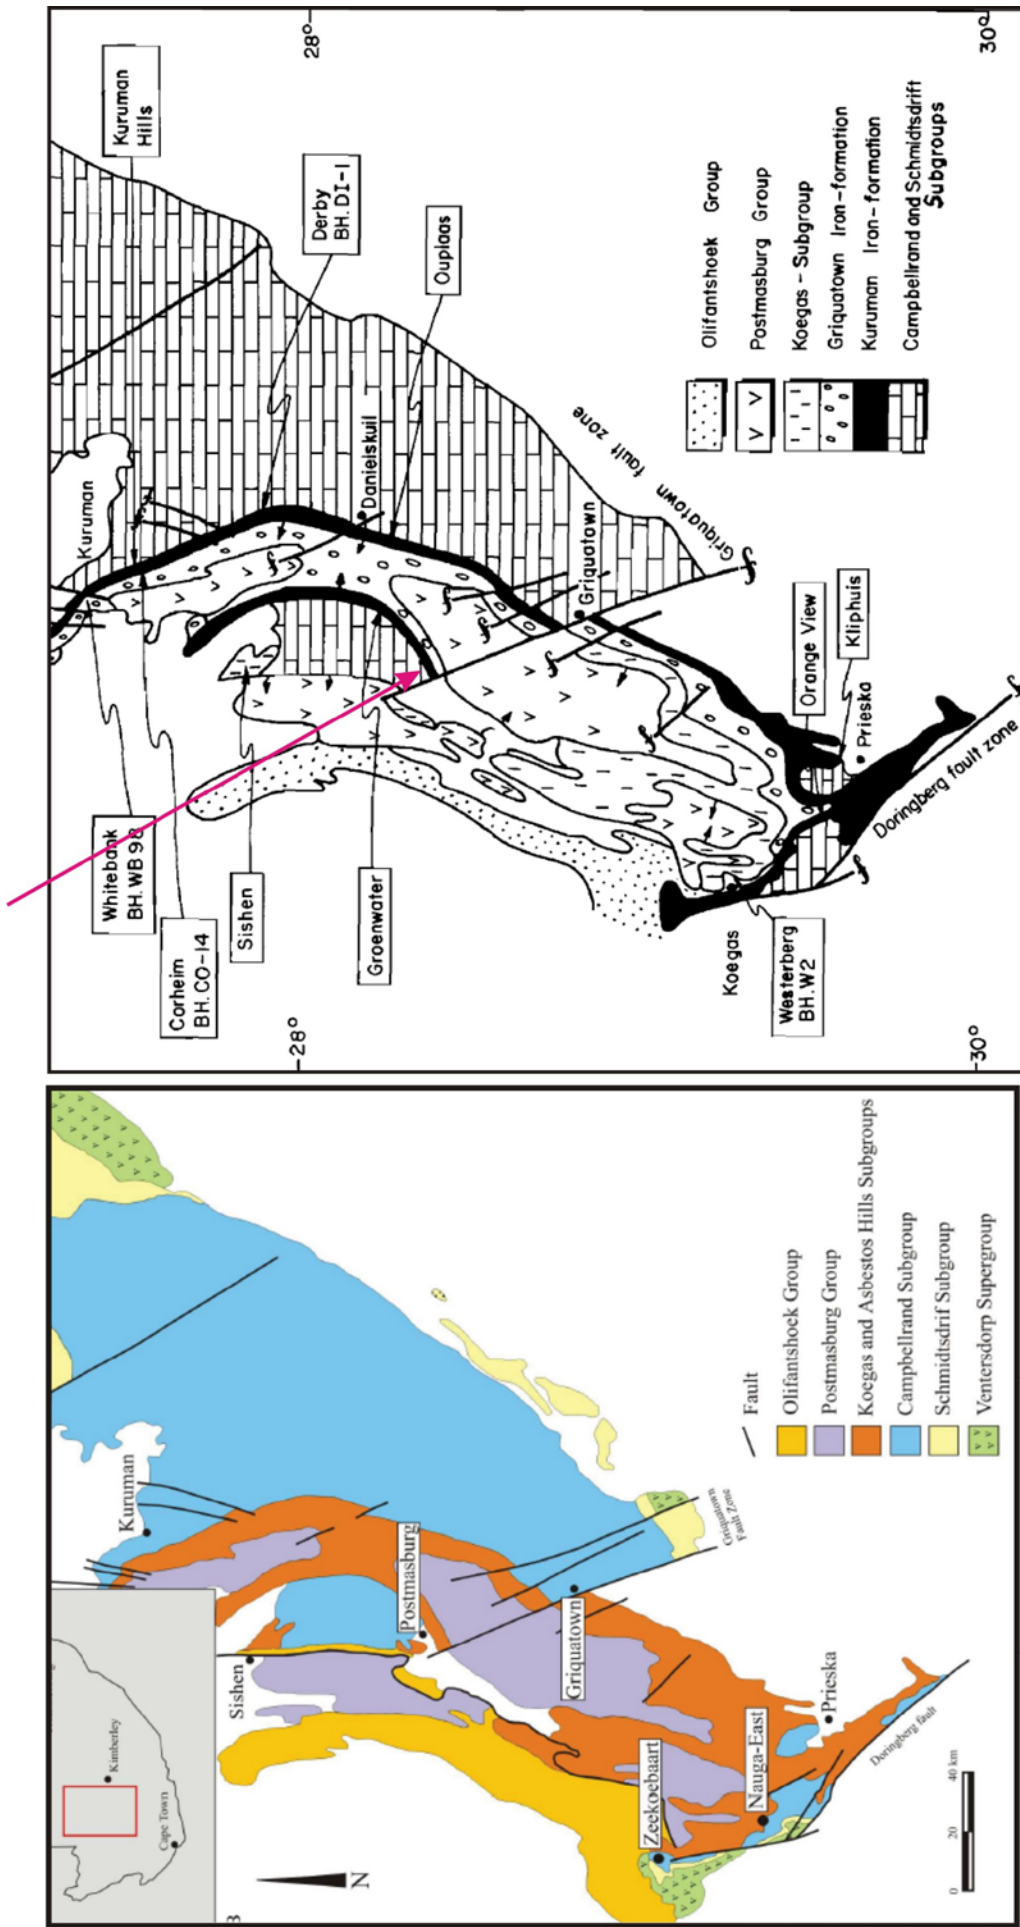 28°
30°
Kuruman
Hills
Derby
BH. DI-I
Ouplaas
Kuruman
Danielskuil
Griquatown
Griquatown fault zone
Orange View
Kliphuis
Prieska
Doringberg fault zone
Whitebank
BH. WB 98
Corheim
BH. CO-14
Sishen
Groenwater
Koegas
Westerberg
BH. W2
28°
30°
Olifantshoek Group
Postmasburg Group
Koegas - Subgroup
Griquatown Iron-formation
Kuruman Iron-formation
Campbellrand and Schmidtsdrift
Subgroups
B
Kimberley
Cape Town
N
Kuruman
Sishen
Postmasburg
Griquatown
Griquatown
Fault Zone
Zeekoebaart
Nauga-East
Prieska
Doringberg fault
0 20 40 km
Fault
Olifantshoek Group
Postmasburg Group
Koegas and Asbestos Hills Subgroups
Campbellrand Subgroup
Schmidtsdrif Subgroup
Ventersdorp Supergroup